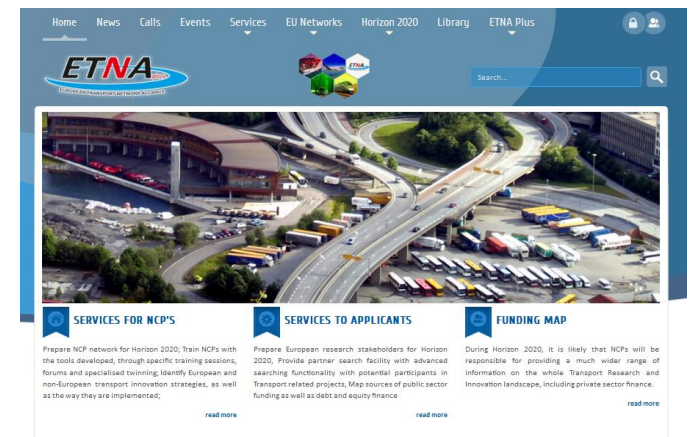 Home News Calls Events Services EU Networks Horizon 2020 Library ETNA Plus
ETNA
EUROPEAN TRANSPORT NETWORK ALLIANCE
ETNA
Search...
SERVICES FOR NCP'S
Prepare NCP network for Horizon 2020; Train NCPs with
the tools developed, through specific training sessions,
forums and specialised twinning; Identify European and
non-European transport innovation strategies, as well
as the way they are implemented;
read more
SERVICES TO APPLICANTS
Prepare European research stakeholders for Horizon
2020, Provide partner search facility with advanced
searching functionality with potential participants in
Transport related projects, Map sources of public sector
funding as well as debt and equity finance
read more
FUNDING MAP
During Horizon 2020, it is likely that NCPs will be
responsible for providing a much wider range of
information on the whole Transport Research and
Innovation landscape, including private sector finance.
read more